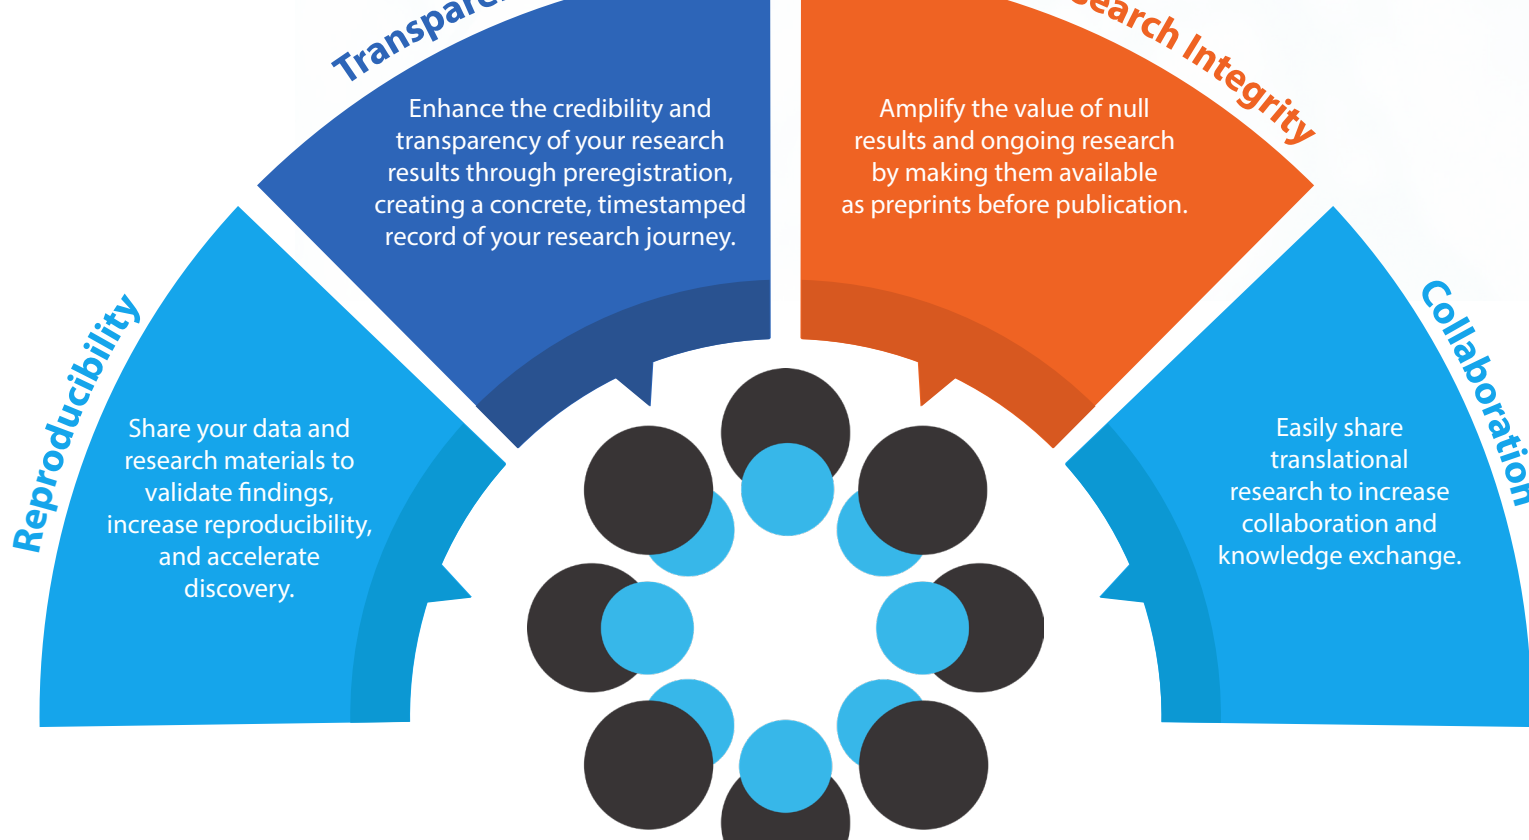 Reproducibility
Share your data and
research materials to
validate findings,
increase reproducibility,
and accelerate
discovery.
Enhance the credibility and
transparency of your research
results through preregistration,
creating a concrete, timestamped
record of your research journey.
Integrity
Amplify the value of null
results and ongoing research
by making them available
as preprints before publication.
Collaboration
Easily share
translational
research to increase
collaboration and
knowledge exchange.